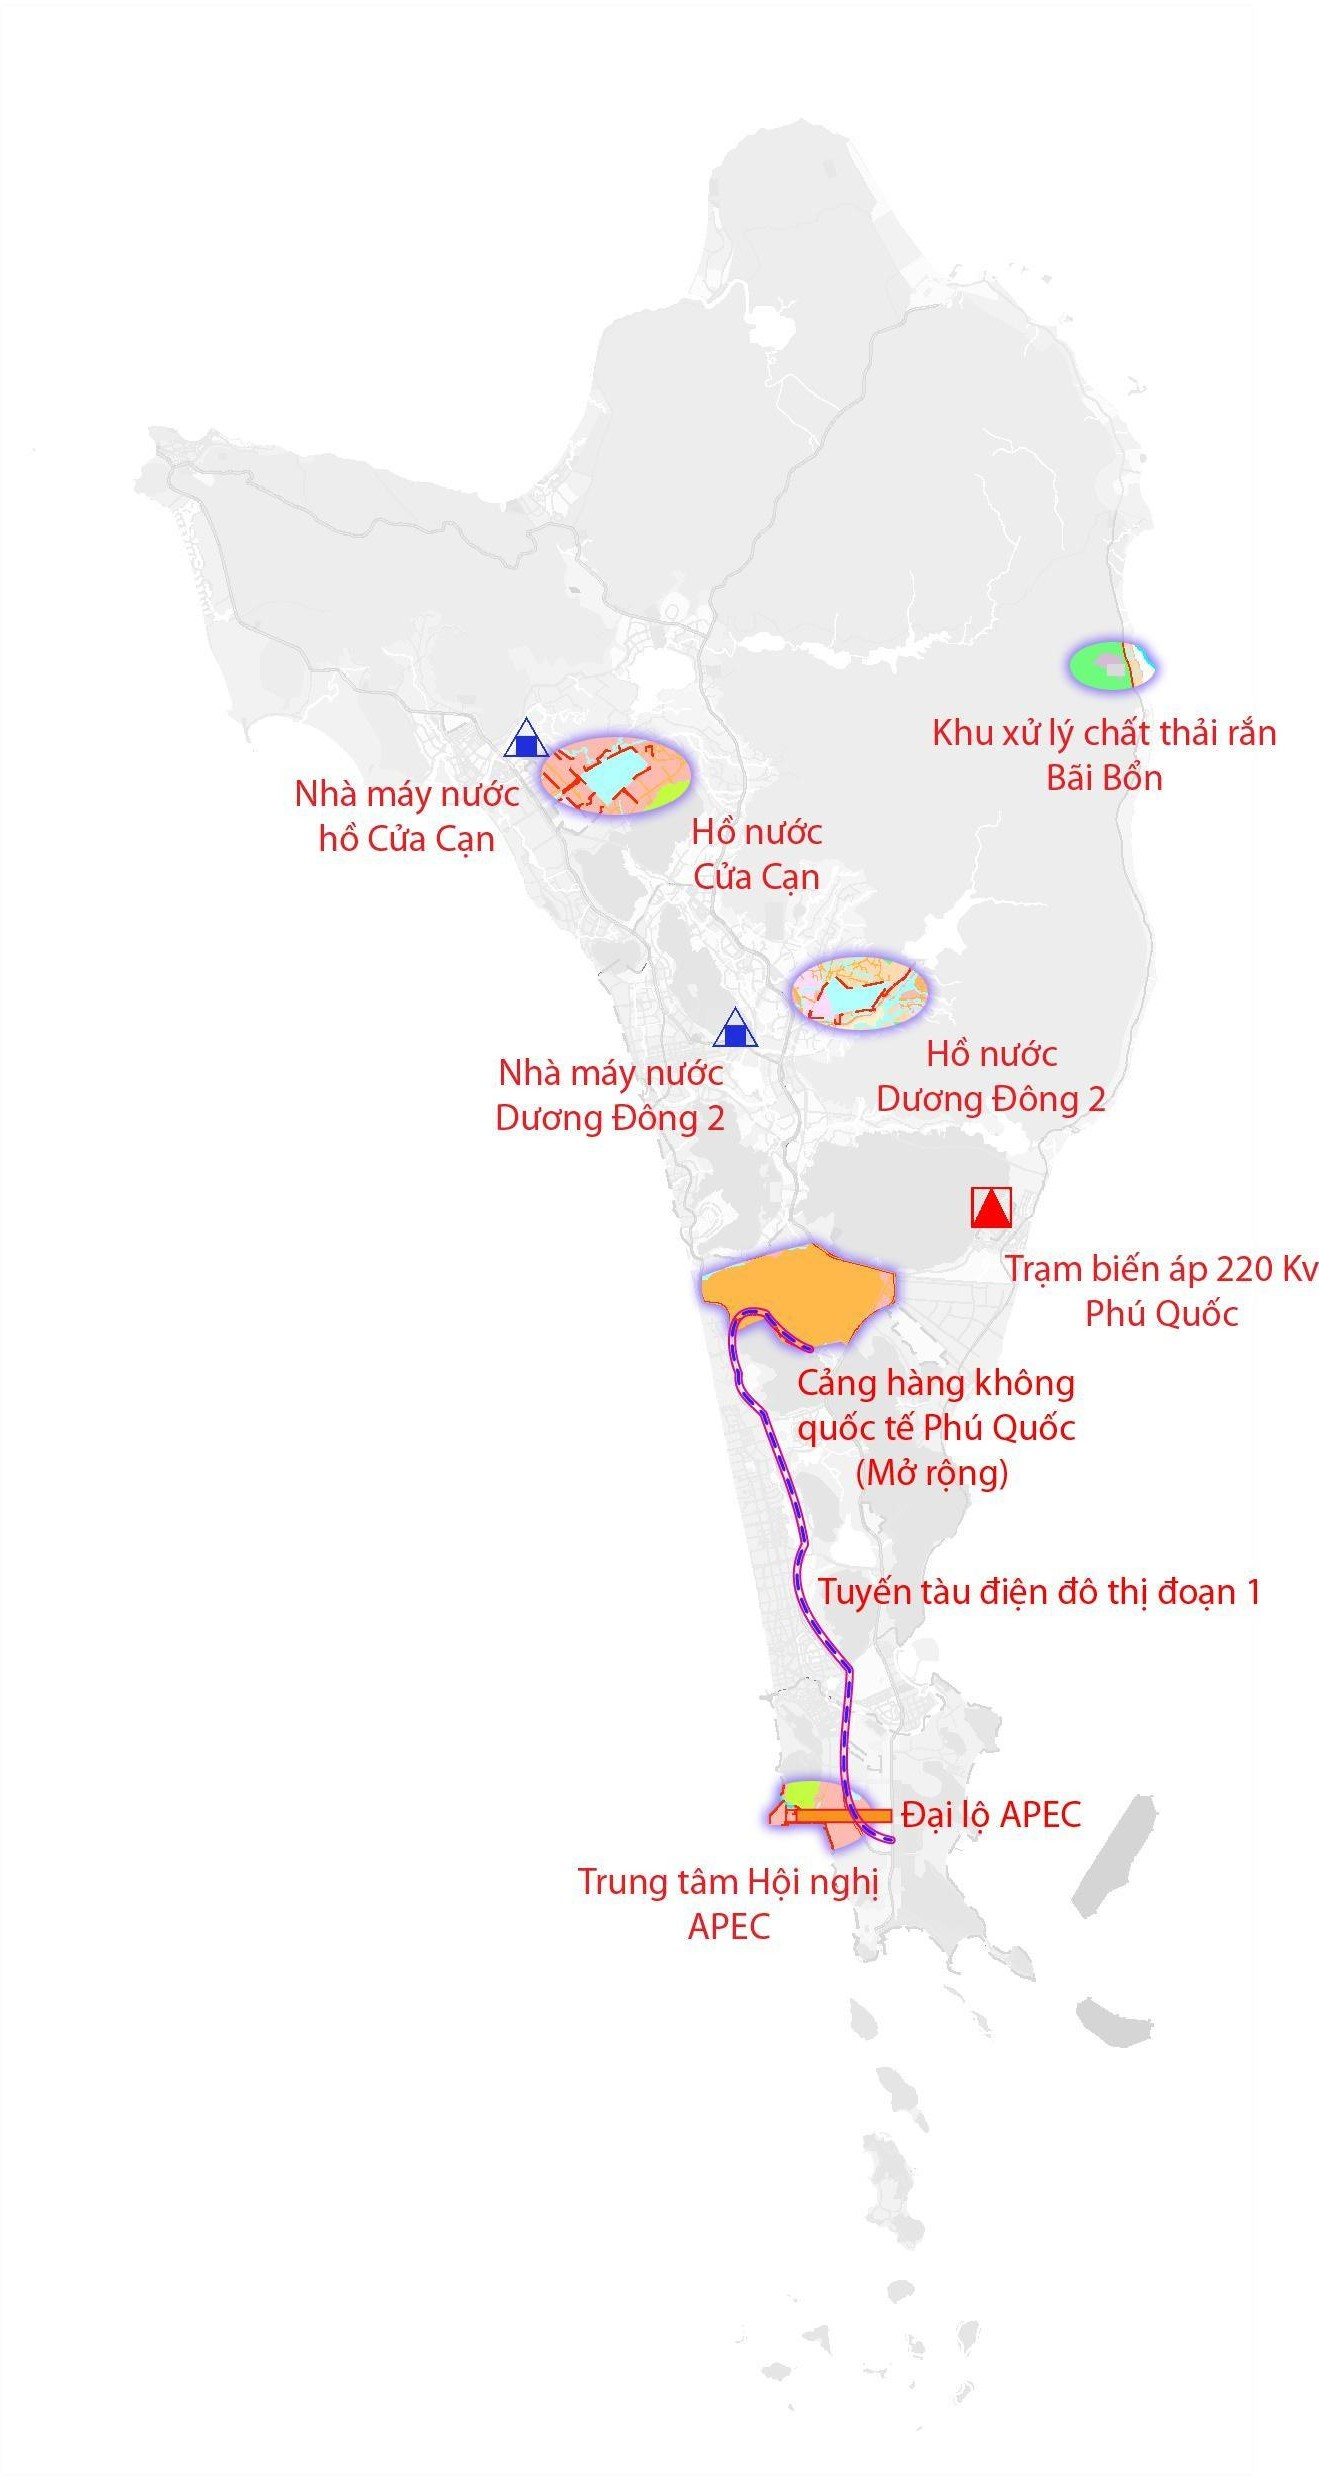 Khu xử lý chất thải rắn
Bãi Bổn
Nhà máy nước
hồ Cửa Cạn
Hồ nước
Cửa Cạn
Hồ nước
Dương Đông 2
Nhà máy nước
Dương Đông 2
Trạm biến áp 220 Kv
Phú Quốc
Cảng hàng không
quốc tế Phú Quốc
(Mở rộng)
Tuyến tàu điện đô thị đoạn 1
Đại lộ APEC
Trung tâm Hội nghị
APEC